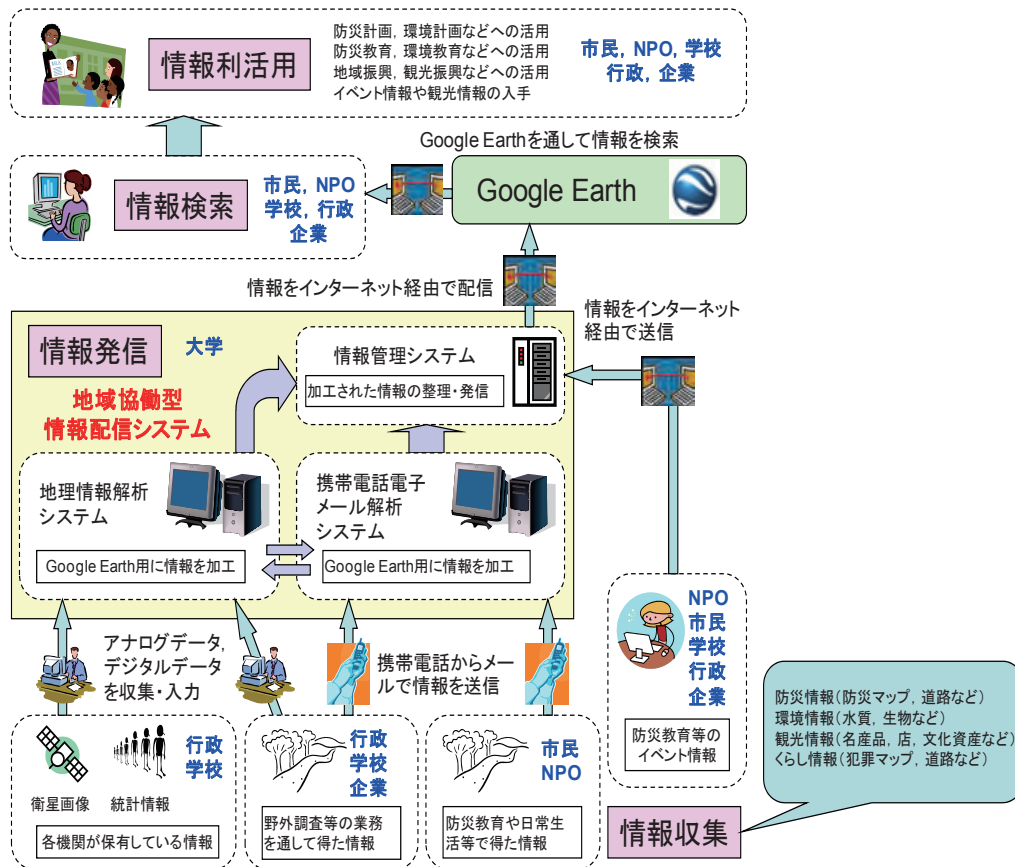 情報利活用
防災計画, 環境計画などへの活用
防災教育, 環境教育などへの活用
地域振興, 観光振興などへの活用
イベント情報や観光情報の入手
市民, NPO, 学校
行政, 企業
Google Earthを通して情報を検索
Google Earth
情報検索
市民, NPO
学校, 行政
企業
情報をインターネット経由で配信
情報をインターネット
経由で送信
情報発信
大学
地域協働型
情報配信システム
情報管理システム
加工された情報の整理・発信
地理情報解析
システム
Google Earth用に情報を加工
携帯電話電子
メール解析
システム
Google Earth用に情報を加工
アナログデータ,
デジタルデータ
を収集・入力
携帯電話からメー
ルで情報を送信
NPO
市民
学校
行政
企業
防災教育等の
イベント情報
行政
学校
衛星画像
統計情報
各機関が保有している情報
行政
学校
企業
野外調査等の業務
を通して得た情報
市民
NPO
防災教育や日常生
活等で得た情報
情報収集
防災情報(防災マップ, 道路など)
環境情報(水質, 生物など)
観光情報(名産品, 店, 文化資産など)
くらし情報(犯罪マップ, 道路など)